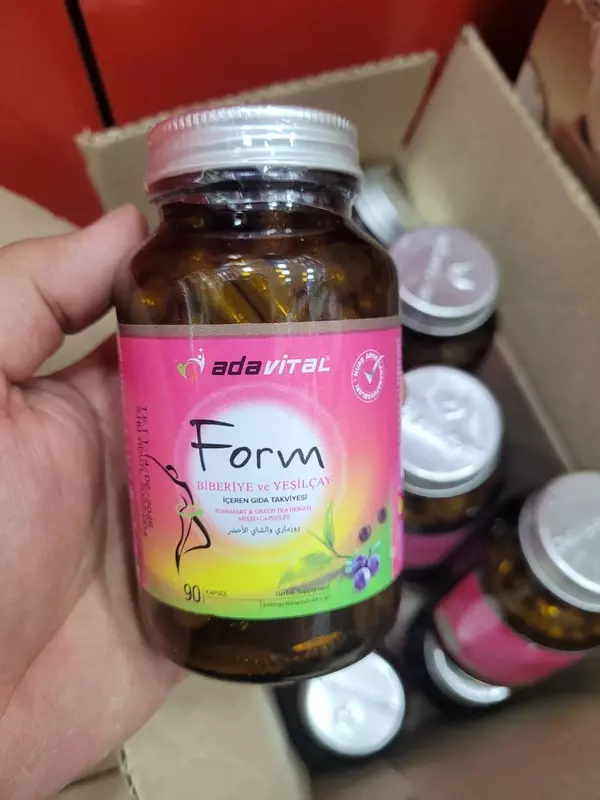 adavital®
Form
BİBERİYE ve YEŞİLÇAY
İÇEREN GIDA TAKVİYESİ
ROSEMARY & GREEN TEA HERBAL
MIXED CAPSULES
روزماري والشاي الأخضر
90 KAPSÜL
Herbal Supplement